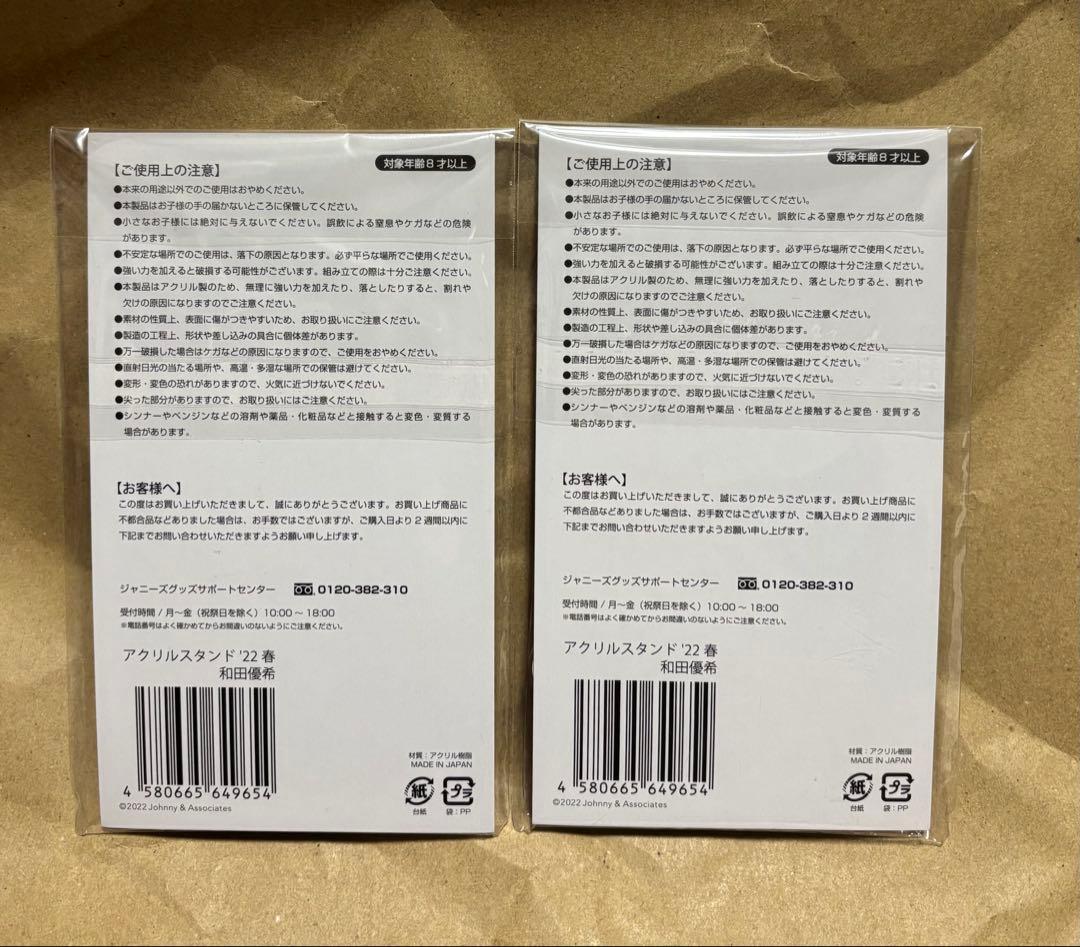 【ご使用上の注意】
対象年齢8才以上
●本来の用途以外でのご使用はおやめください。
●本製品はお子様の手の届かないところに保管してください。
●小さなお子様には絶対に与えないでください。誤飲による窒息やケガなどの危険
があります。
●不安定な場所でのご使用は、落下の原因となります。必ず平らな場所でご使用ください。
●強い力を加えると破損する可能性がございます。組み立ての際は十分ご注意ください。
●本製品はアクリル製のため、無理に強い力を加えたり、落としたりすると、割れや
欠けの原因になりますのでご注意ください。
●素材の性質上、表面に傷がつきやすいため、お取り扱いにご注意ください。
●製造の工程上、形状や差し込みの具合に個体差があります。
●万一破損した場合はケガなどの原因になりますので、ご使用をおやめください。
●直射日光の当たる場所や、高温・多湿な場所での保管は避けてください。
●変形・変色の恐れがありますので、火気に近づけないでください。
●尖った部分がありますので、お取り扱いにはご注意ください。
●シンナーやベンジンなどの溶剤や薬品・化粧品などと接触すると変色・変質する
場合があります。
【お客様へ】
この度はお買い上げいただきまして、誠にありがとうございます。お買い上げ商品に
不都合品などありました場合は、お手数ではございますが、ご購入日より2週間以内に
下記までお問い合わせいただきますようお願い申し上げます。
ジャニーズグッズサポートセンター 0120-382-310
受付時間 / 月～金（祝祭日を除く）10:00～18:00
※電話番号はよく確かめてからお間違いのないようにご注意ください。
アクリルスタンド '22 春
和田優希
4 580665 649654
©2022 Johnny & Associates
材質：アクリル樹脂
MADE IN JAPAN
紙 プラ
台紙 袋：PP
【ご使用上の注意】
対象年齢8才以上
●本来の用途以外でのご使用はおやめください。
●本製品はお子様の手の届かないところに保管してください。
●小さなお子様には絶対に与えないでください。誤飲による窒息やケガなどの危険
があります。
●不安定な場所でのご使用は、落下の原因となります。必ず平らな場所でご使用ください。
●強い力を加えると破損する可能性がございます。組み立ての際は十分ご注意ください。
●本製品はアクリル製のため、無理に強い力を加えたり、落としたりすると、割れや
欠けの原因になりますのでご注意ください。
●素材の性質上、表面に傷がつきやすいため、お取り扱いにご注意ください。
●製造の工程上、形状や差し込みの具合に個体差があります。
●万一破損した場合はケガなどの原因になりますので、ご使用をおやめください。
●直射日光の当たる場所や、高温・多湿な場所での保管は避けてください。
●変形・変色の恐れがありますので、火気に近づけないでください。
●尖った部分がありますので、お取り扱いにはご注意ください。
●シンナーやベンジンなどの溶剤や薬品・化粧品などと接触すると変色・変質する
場合があります。
【お客様へ】
この度はお買い上げいただきまして、誠にありがとうございます。お買い上げ商品に
不都合品などありました場合は、お手数ではございますが、ご購入日より2週間以内に
下記までお問い合わせいただきますようお願い申し上げます。
ジャニーズグッズサポートセンター 0120-382-310
受付時間 / 月～金（祝祭日を除く）10:00～18:00
※電話番号はよく確かめてからお間違いのないようにご注意ください。
アクリルスタンド '22 春
和田優希
4 580665 649654
©2022 Johnny & Associates
材質：アクリル樹脂
MADE IN JAPAN
紙 プラ
台紙 袋：PP